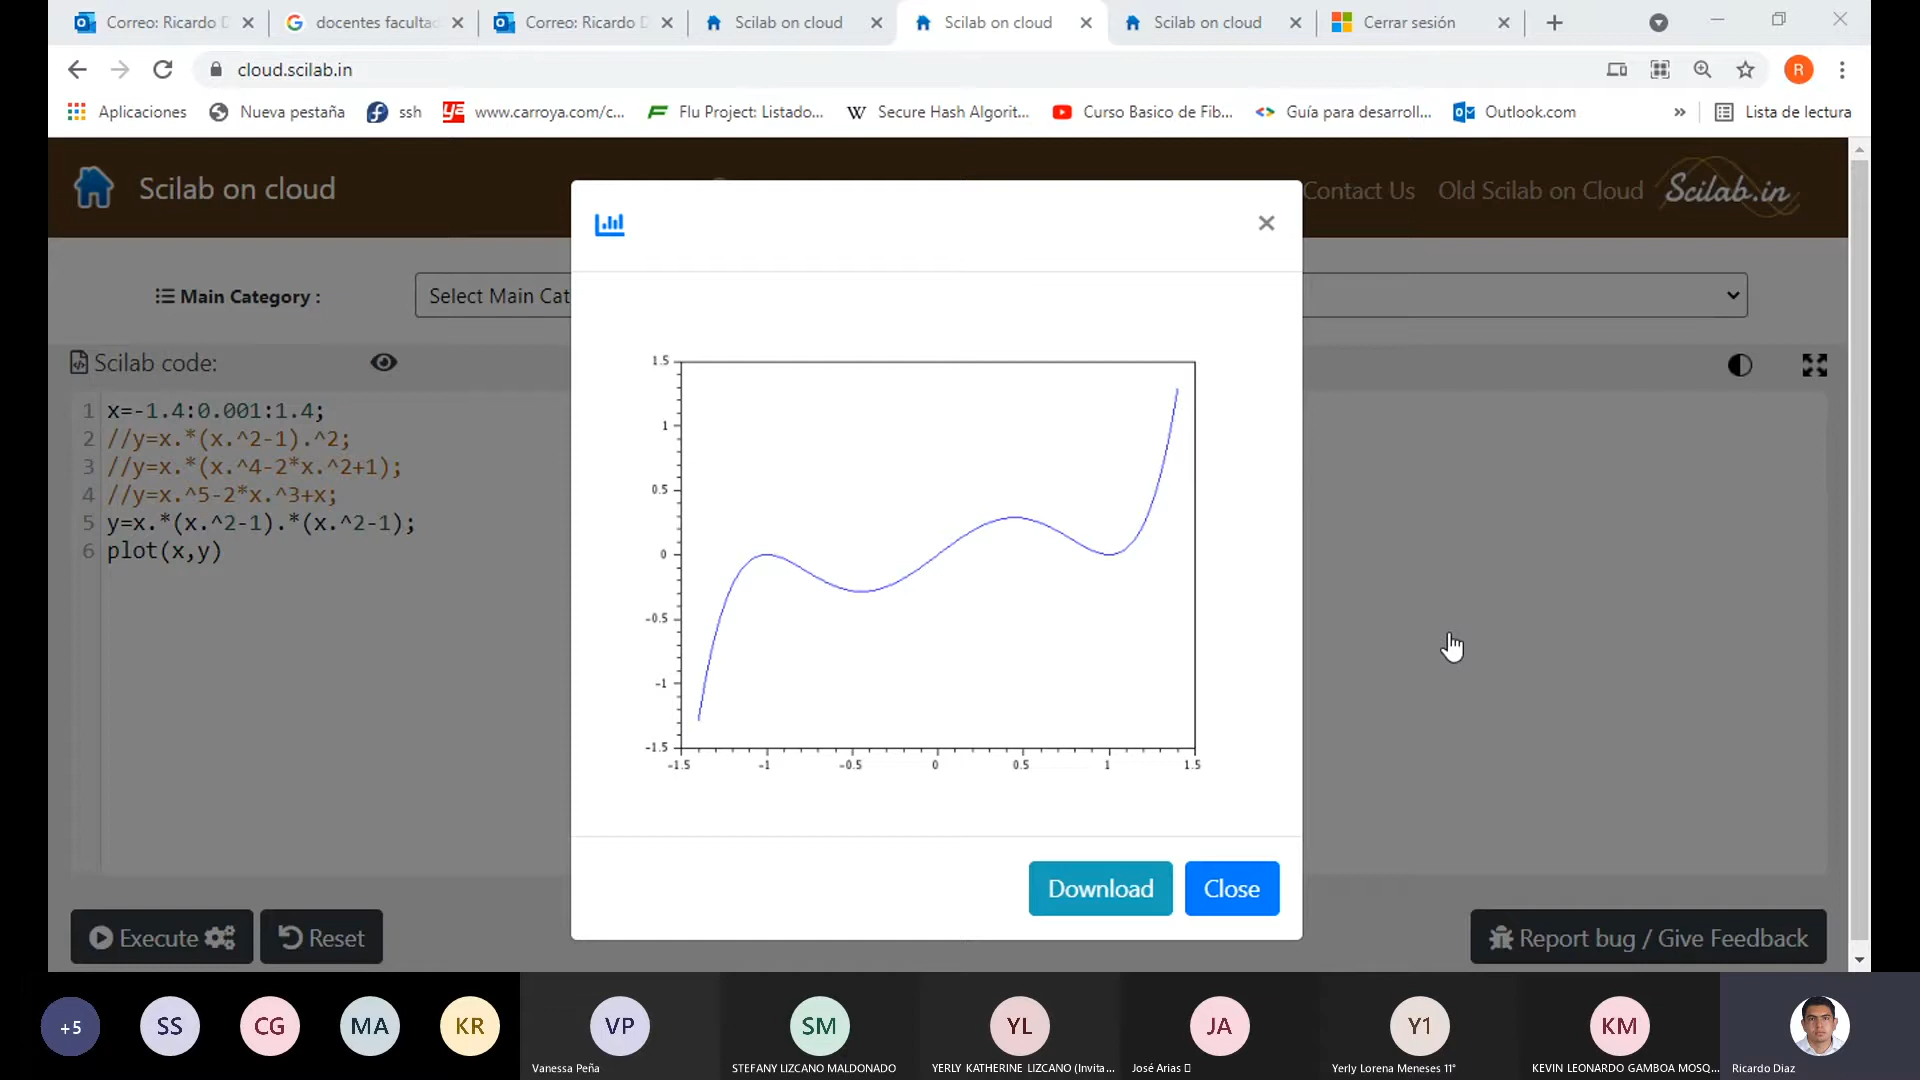 Correo: Ricardo D
docentes faculta
Correo: Ricardo D
Scilab on cloud
Scilab on cloud
Scilab on cloud
Cerrar sesión
cloud.scilab.in
R
Aplicaciones
Nueva pestaña
ssh
www.carroya.com/c...
Flu Project: Listado...
W
Secure Hash Algorit...
Curso Basico de Fib...
Guía para desarroll...
Outlook.com
»
Lista de lectura
Scilab on cloud
Contact Us
Old Scilab on Cloud
Scilab.in
Main Category :
Select Main Cat
Scilab code:
1 x=-1.4:0.001:1.4;
2 //y=x.*(x.^2-1).^2;
3 //y=x.*(x.^4-2*x.^2+1);
4 //y=x.^5-2*x.^3+x;
5 y=x.*(x.^2-1).*(x.^2-1);
6 plot(x,y)
1.5
1
0.5
0
-0.5
-1
-1.5
-1.5 -1 -0.5 0 0.5 1 1.5
Download
Close
Execute
Reset
Report bug / Give Feedback
+5
SS
CG
MA
KR
VP
SM
YL
JA
Y1
KM
Vanessa Peña
STEFANY LIZCANO MALDONADO
YERLY KATHERINE LIZCANO (Invita...
José Arias
Yerly Lorena Meneses 11°
KEVIN LEONARDO GAMBOA MOSQ...
Ricardo Diaz